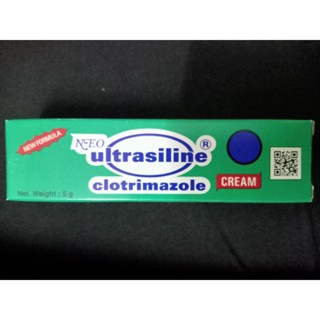 NEW FORMULA
NEO
ultrasiline ®
clotrimazole
CREAM
Net. Weight : 5 g